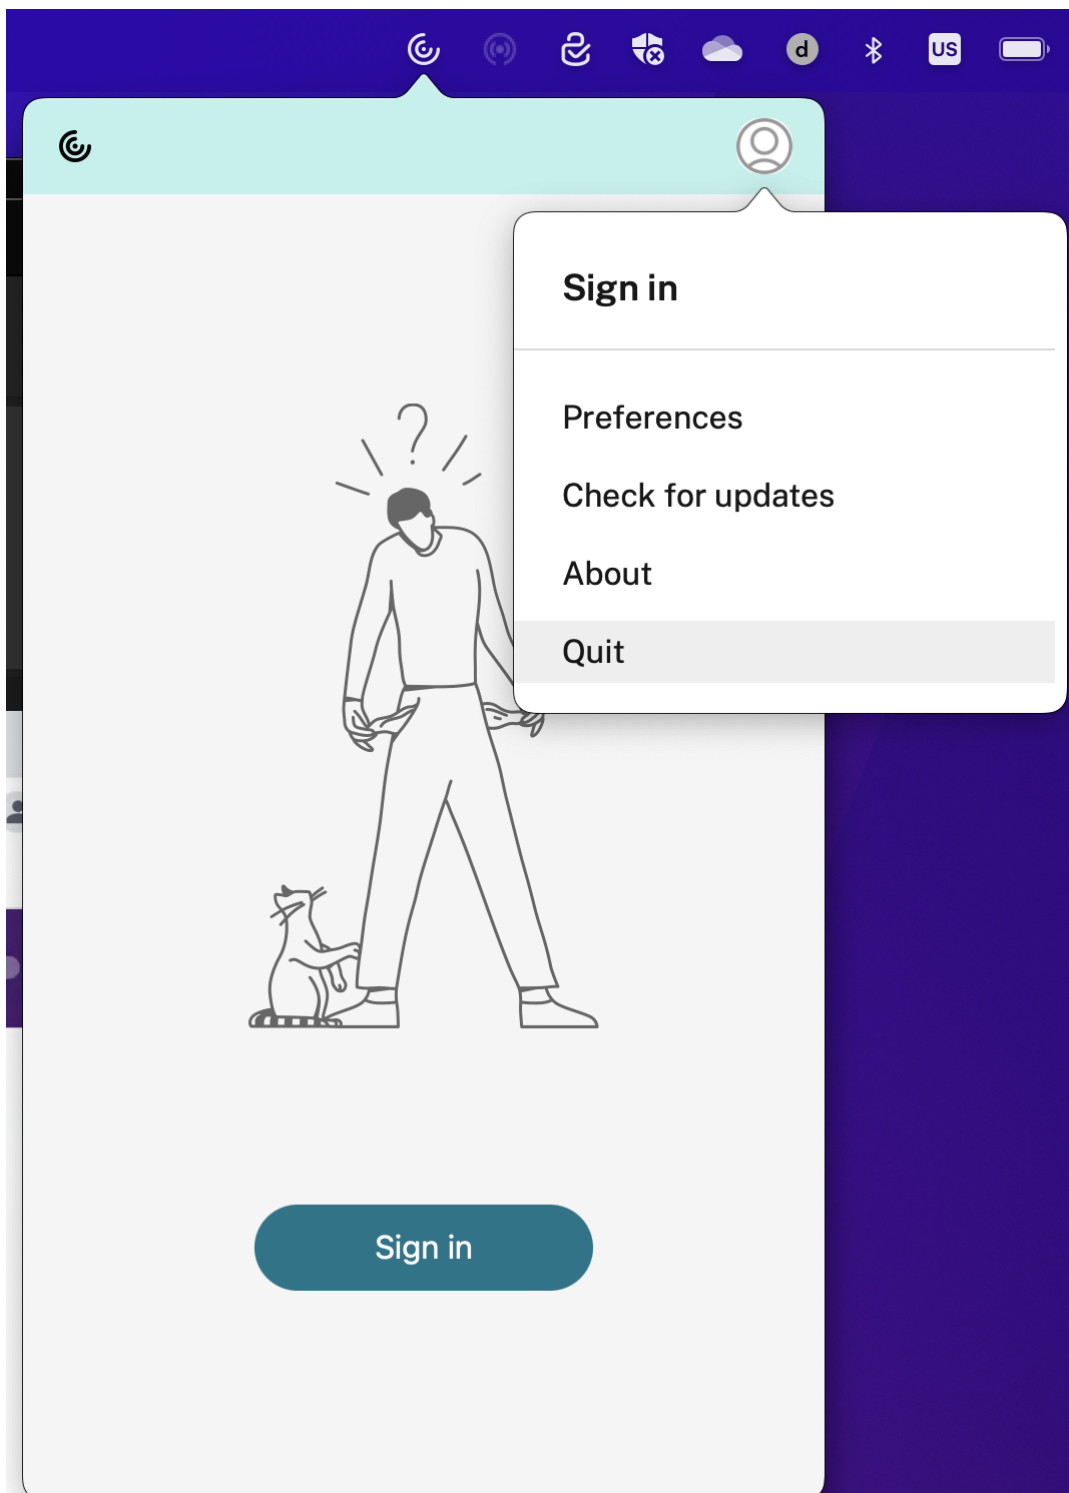 d
US
Sign in
Preferences
Check for updates
About
Quit
?
Sign in